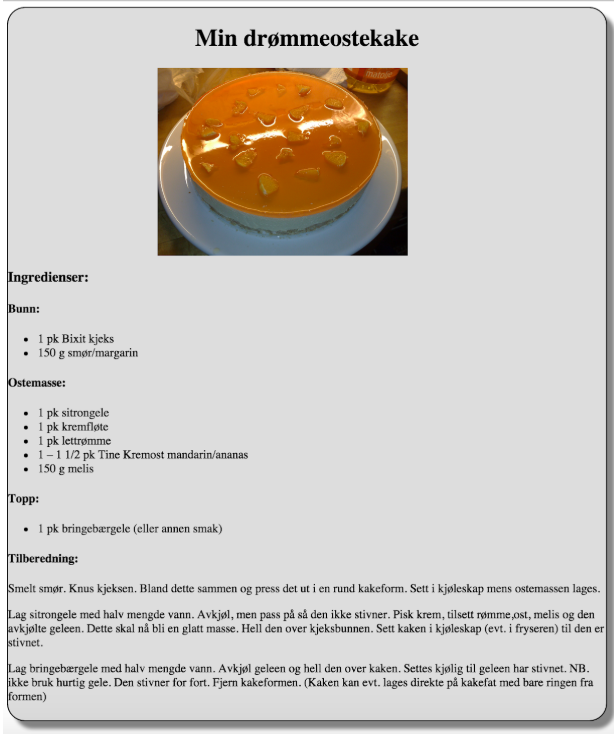 Min drømmeostekake
Ingredienser:
Bunn:
• 1 pk Bixit kjeks
• 150 g smør/margarin
Ostemasse:
• 1 pk sitrongele
• 1 pk kremfløte
• 1 pk lettrømme
• 1 – 1 1/2 pk Tine Kremost mandarin/ananas
• 150 g melis
Topp:
• 1 pk bringebærgele (eller annen smak)
Tilberedning:
Smelt smør. Knus kjeksen. Bland dette sammen og press det ut i en rund kakeform. Sett i kjøleskap mens ostemassen lages.
Lag sitrongele med halv mengde vann. Avkjøl, men pass på så den ikke stivner. Pisk krem, tilsett rømme,ost, melis og den
avkjølte geleen. Dette skal nå bli en glatt masse. Hell den over kjeksbunnen. Sett kaken i kjøleskap (evt. i fryseren) til den er
stivnet.
Lag bringebærgele med halv mengde vann. Avkjøl geleen og hell den over kaken. Settes kjølig til geleen har stivnet. NB.
ikke bruk hurtig gele. Den stivner for fort. Fjern kakeformen. (Kaken kan evt. lages direkte på kakefat med bare ringen fra
formen)